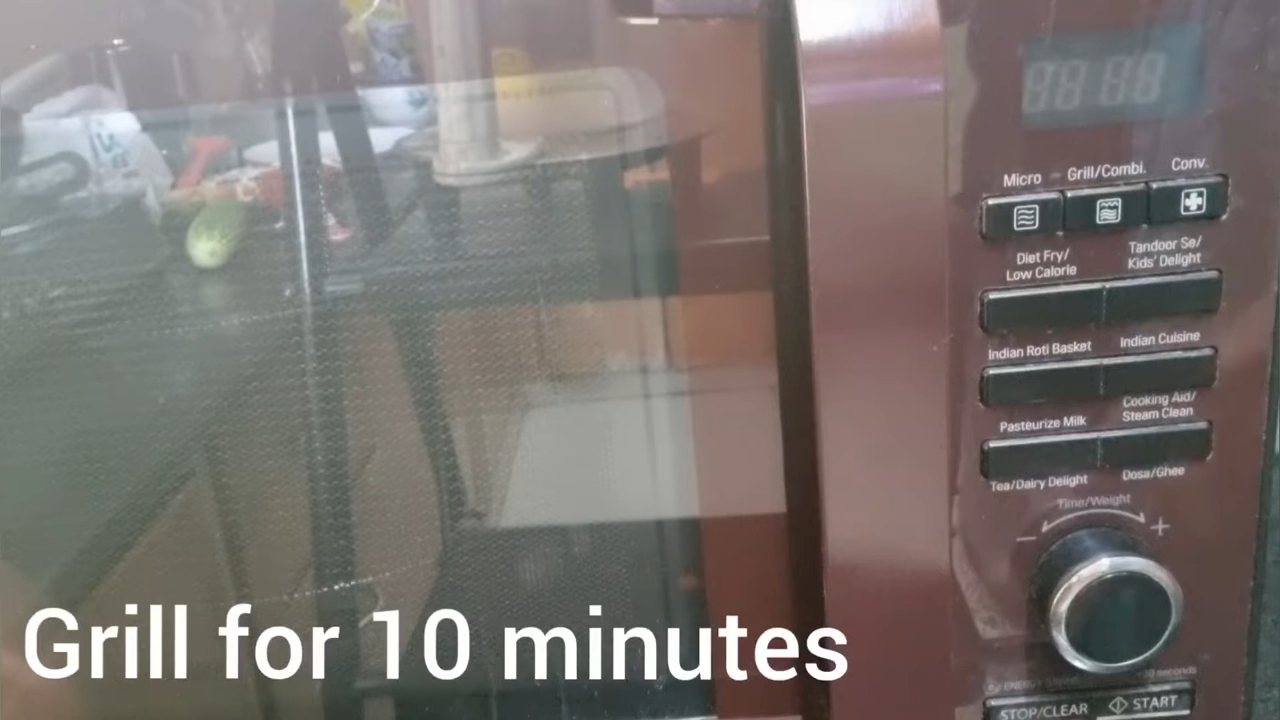 Micro
Grill/Combi.
Conv.
Diet Fry/
Low Calorie
Tandoor Se/
Kids' Delight
Indian Roti Basket
Indian Cuisine
Pasteurize Milk
Cooking Aid/
Steam Clean
Tea/Dairy Delight
Dosa/Ghee
Time/Weight
− +
STOP/CLEAR
START
Grill for 10 minutes